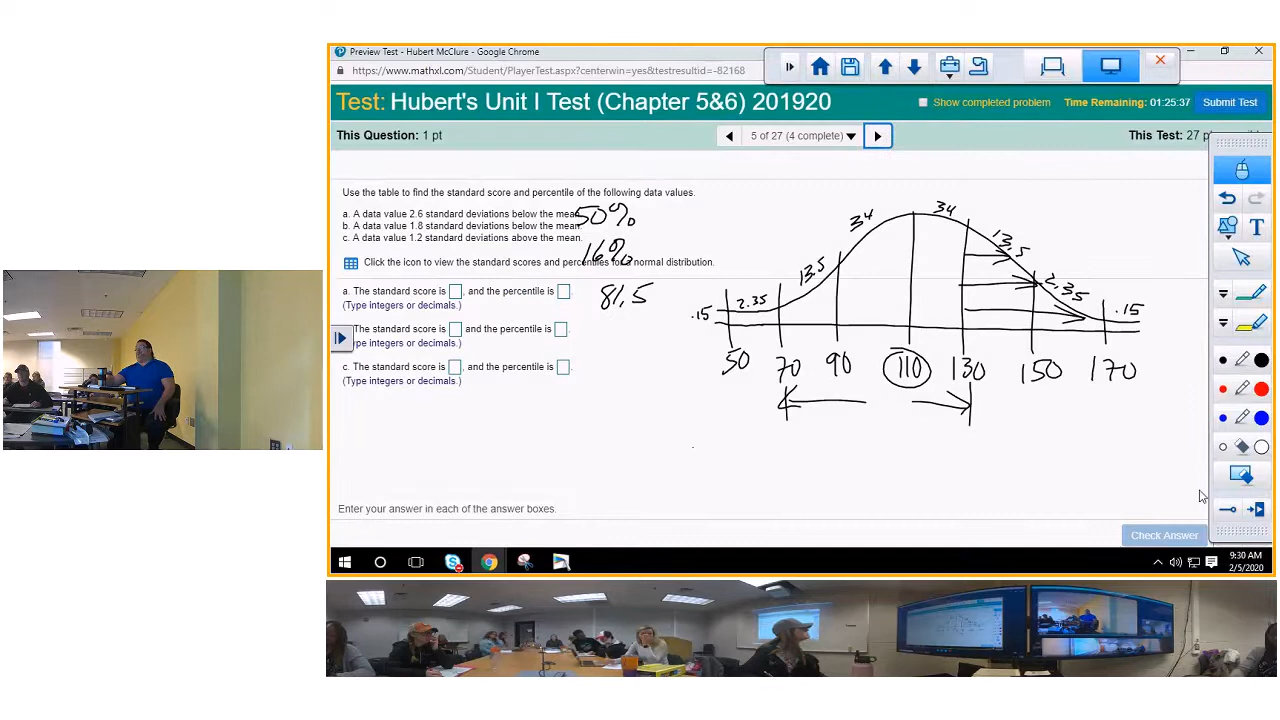 Preview Test - Hubert McClure - Google Chrome
https://www.mathxl.com/Student/PlayerTest.aspx?centerwin=yes&testresultid=-82168
Test: Hubert's Unit I Test (Chapter 5&6) 201920
Show completed problem
Time Remaining: 01:25:37
Submit Test
This Question: 1 pt
5 of 27 (4 complete)
This Test: 27 pt
Use the table to find the standard score and percentile of the following data values.
a. A data value 2.6 standard deviations below the mean.
b. A data value 1.8 standard deviations below the mean.
c. A data value 1.2 standard deviations above the mean.
Click the icon to view the standard scores and percentiles for a normal distribution.
a. The standard score is , and the percentile is .
(Type integers or decimals.)
The standard score is and the percentile is .
ype integers or decimals.)
c. The standard score is , and the percentile is .
(Type integers or decimals.)
50%
16%
81.5
34 34
13.5 13.5
.15 2.35 2.35 .15
50 70 90 110 130 150 170
Enter your answer in each of the answer boxes.
Check Answer
T
9:30 AM
2/5/2020